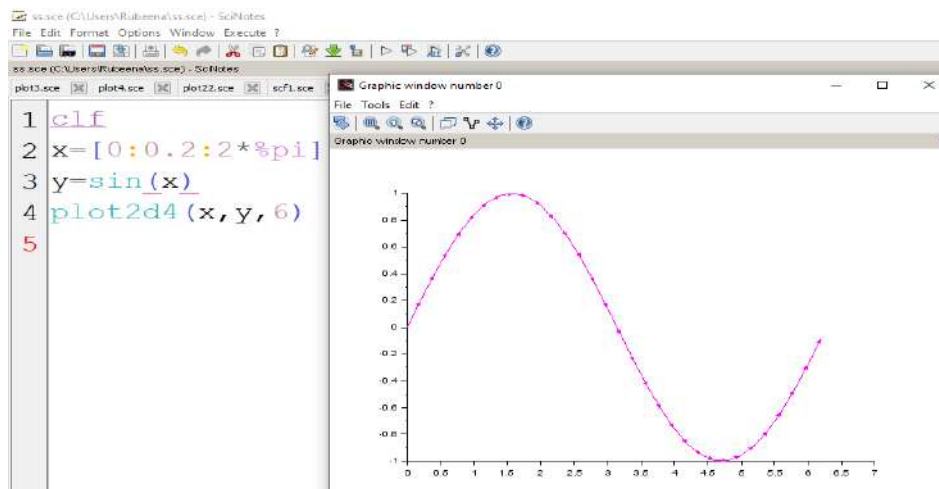 ss.sce (C:\Users\Rubeena\ss.sce) - SciNotes
File Edit Format Options Window Execute ?
ss.sce (C:\Users\Rubeena\ss.sce) - SciNotes
plot3.sce plot4.sce plot22.sce scf1.sce
1 clf
2 x=[0:0.2:2*%pi]
3 y=sin(x)
4 plot2d4(x,y,6)
5
Graphic window number 0
File Tools Edit ?
Graphic window number 0
1
0.8
0.6
0.4
0.2
0
-0.2
-0.4
-0.6
-0.8
-1
0 0.5 1 1.5 2 2.5 3 3.5 4 4.5 5 5.5 6 6.5 7